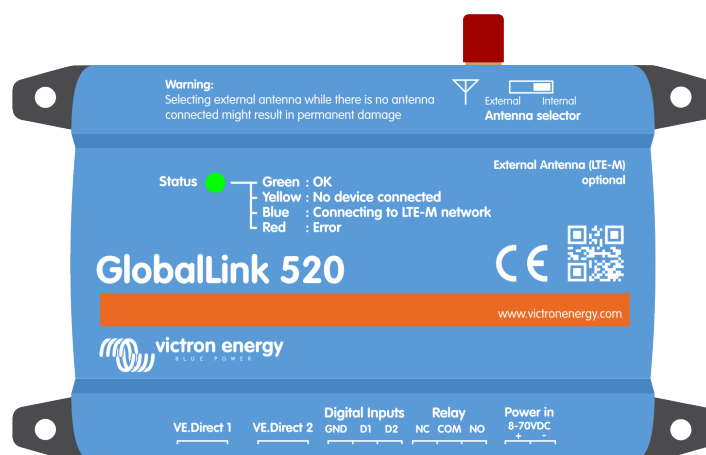 Warning:
Selecting external antenna while there is no antenna
connected might result in permanent damage
External Internal
Antenna selector
External Antenna (LTE-M)
optional
Status Green : OK
Yellow : No device connected
Blue : Connecting to LTE-M network
Red : Error
GlobalLink 520
CE
www.victronenergy.com
victron energy
BLUE POWER
VE.Direct 1
VE.Direct 2
Digital Inputs
GND D1 D2
Relay
NC COM NO
Power in
8-70VDC
+ -